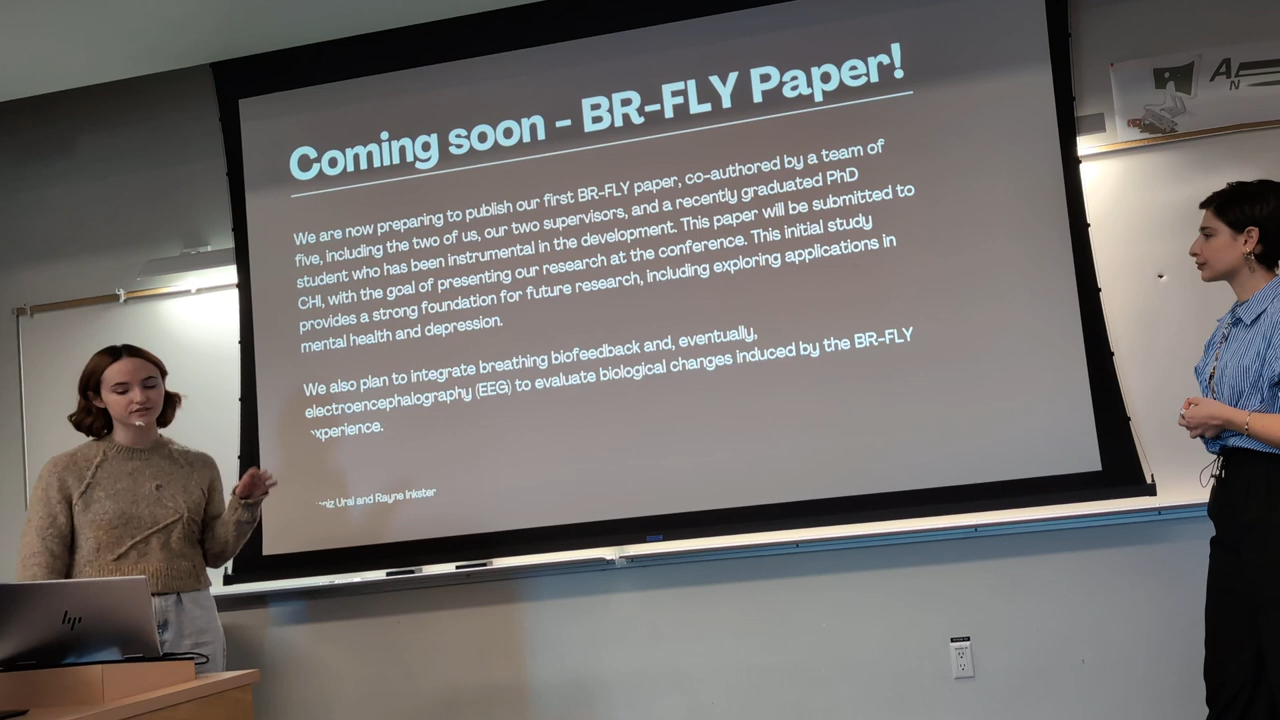 Coming soon - BR-FLY Paper!
We are now preparing to publish our first BR-FLY paper, co-authored by a team of
five, including the two of us, our two supervisors, and a recently graduated PhD
student who has been instrumental in the development. This paper will be submitted to
CHI, with the goal of presenting our research at the conference. This initial study
provides a strong foundation for future research, including exploring applications in
mental health and depression.
We also plan to integrate breathing biofeedback and, eventually,
electroencephalography (EEG) to evaluate biological changes induced by the BR-FLY
xperience.
niz Ural and Rayne Inkster
hp